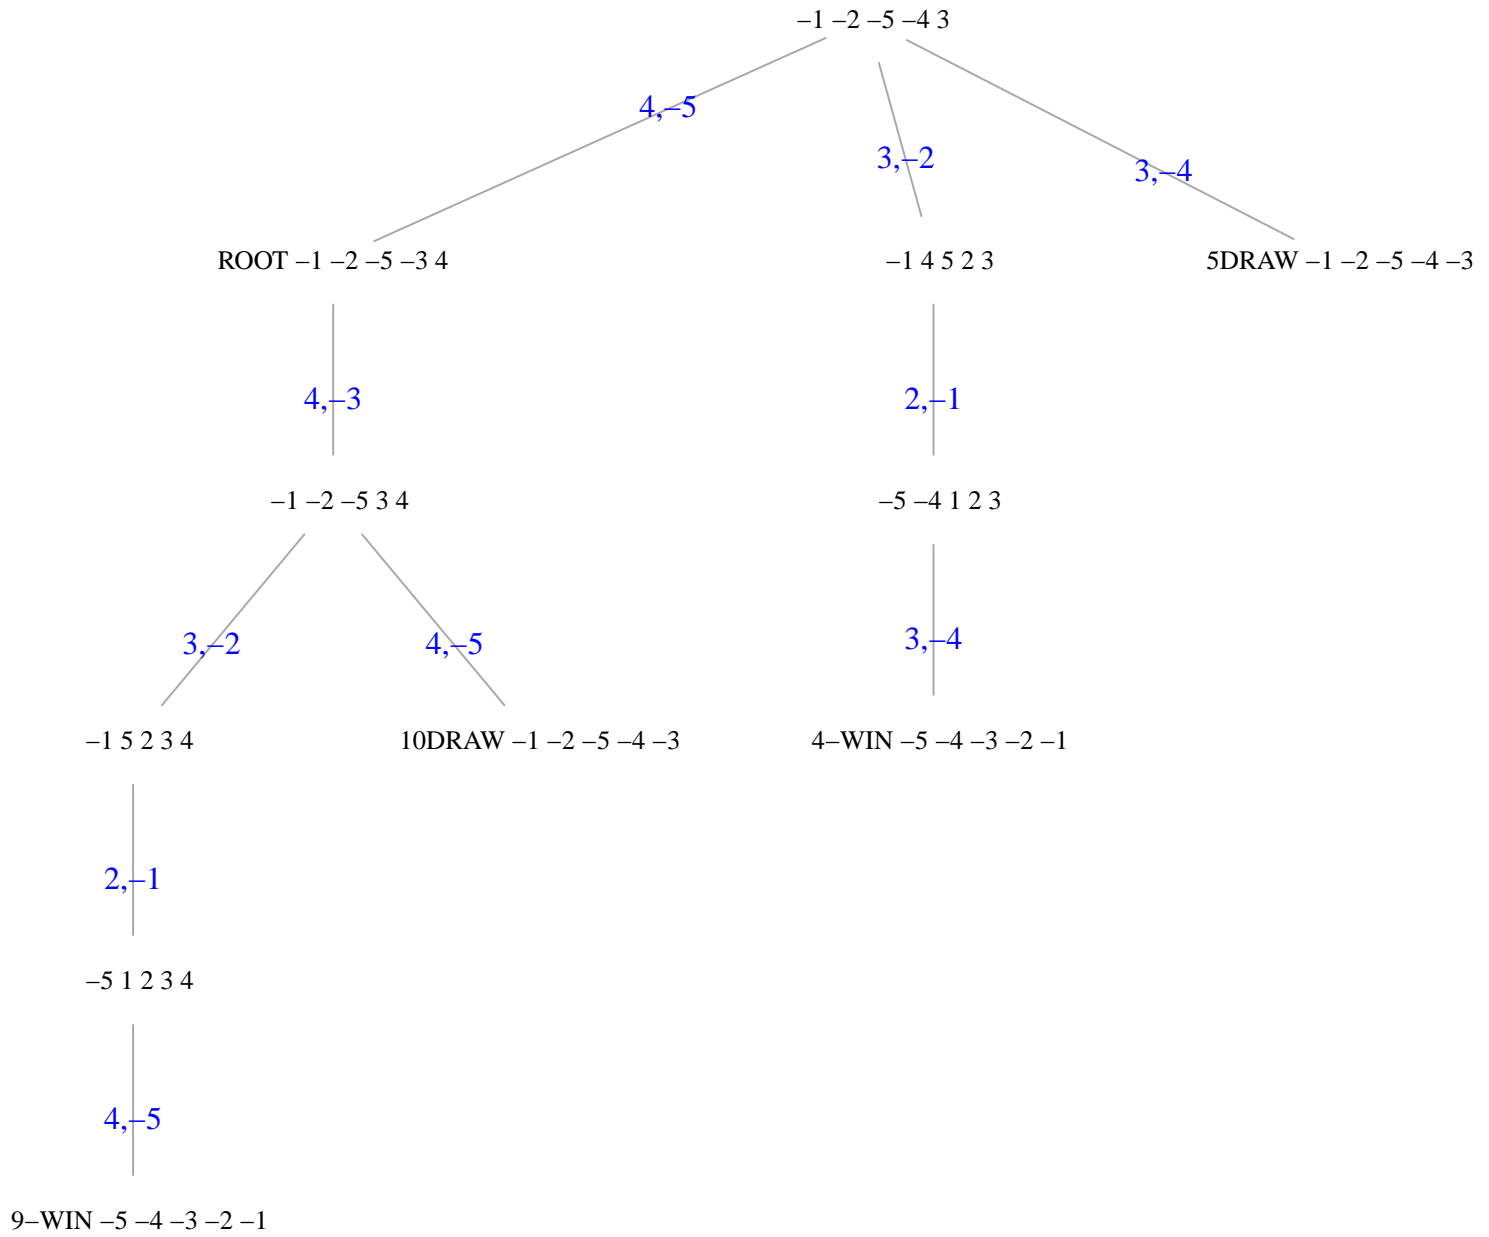 –1 –2 –5 –4 3
4,–5
3,–2
3,–4
ROOT –1 –2 –5 –3 4
–1 4 5 2 3
5DRAW –1 –2 –5 –4 –3
4,–3
2,–1
–1 –2 –5 3 4
–5 –4 1 2 3
3,–2
4,–5
3,–4
–1 5 2 3 4
10DRAW –1 –2 –5 –4 –3
4–WIN –5 –4 –3 –2 –1
2,–1
–5 1 2 3 4
4,–5
9–WIN –5 –4 –3 –2 –1